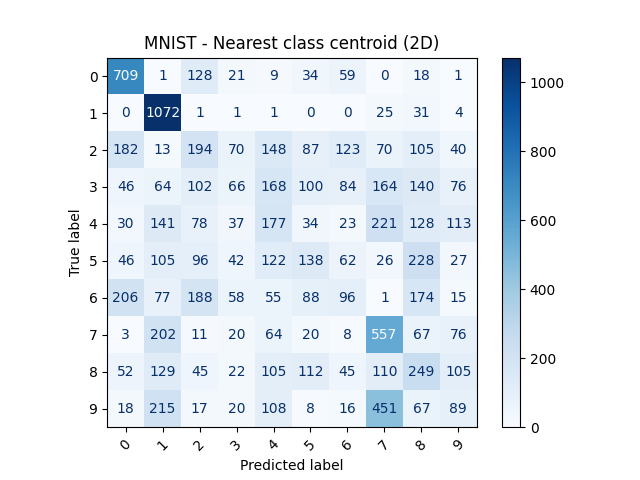 MNIST - Nearest class centroid (2D)
0 709 1 128 21 9 34 59 0 18 1
1 0 1072 1 1 1 0 0 25 31 4
2 182 13 194 70 148 87 123 70 105 40
3 46 64 102 66 168 100 84 164 140 76
4 30 141 78 37 177 34 23 221 128 113
5 46 105 96 42 122 138 62 26 228 27
6 206 77 188 58 55 88 96 1 174 15
7 3 202 11 20 64 20 8 557 67 76
8 52 129 45 22 105 112 45 110 249 105
9 18 215 17 20 108 8 16 451 67 89
0 1 2 3 4 5 6 7 8 9
Predicted label
True label
1000
800
600
400
200
0